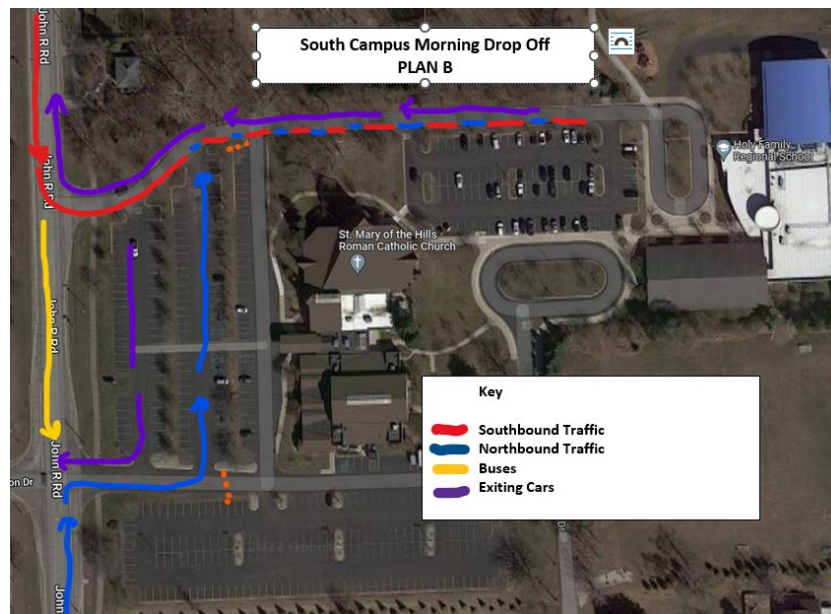 South Campus Morning Drop Off
PLAN B
John R Rd
John R Rd
Holy Family
Regional School
St. Mary of the Hills
Roman Catholic Church
John R Rd
Key
Southbound Traffic
Northbound Traffic
Buses
Exiting Cars
John R Rd
on Dr
John